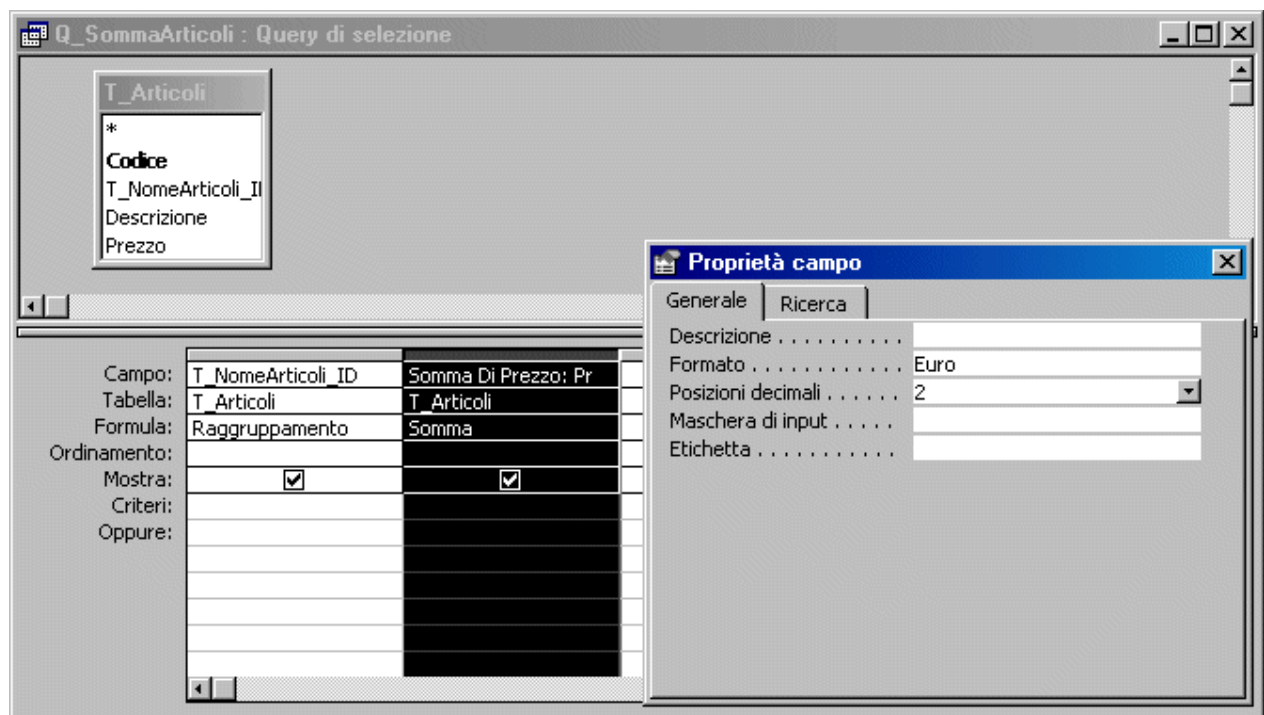 Q_SommaArticoli : Query di selezione
T_Articoli
*
Codice
T_NomeArticoli_I
Descrizione
Prezzo
Proprietà campo
Generale Ricerca
Descrizione . . . . . . . . . .
Formato . . . . . . . . . . . . Euro
Posizioni decimali . . . . . . 2
Maschera di input . . . . .
Etichetta . . . . . . . . . . .
Campo: T_NomeArticoli_ID Somma Di Prezzo: Pr
Tabella: T_Articoli T_Articoli
Formula: Raggruppamento Somma
Ordinamento:
Mostra:
Criteri:
Oppure: